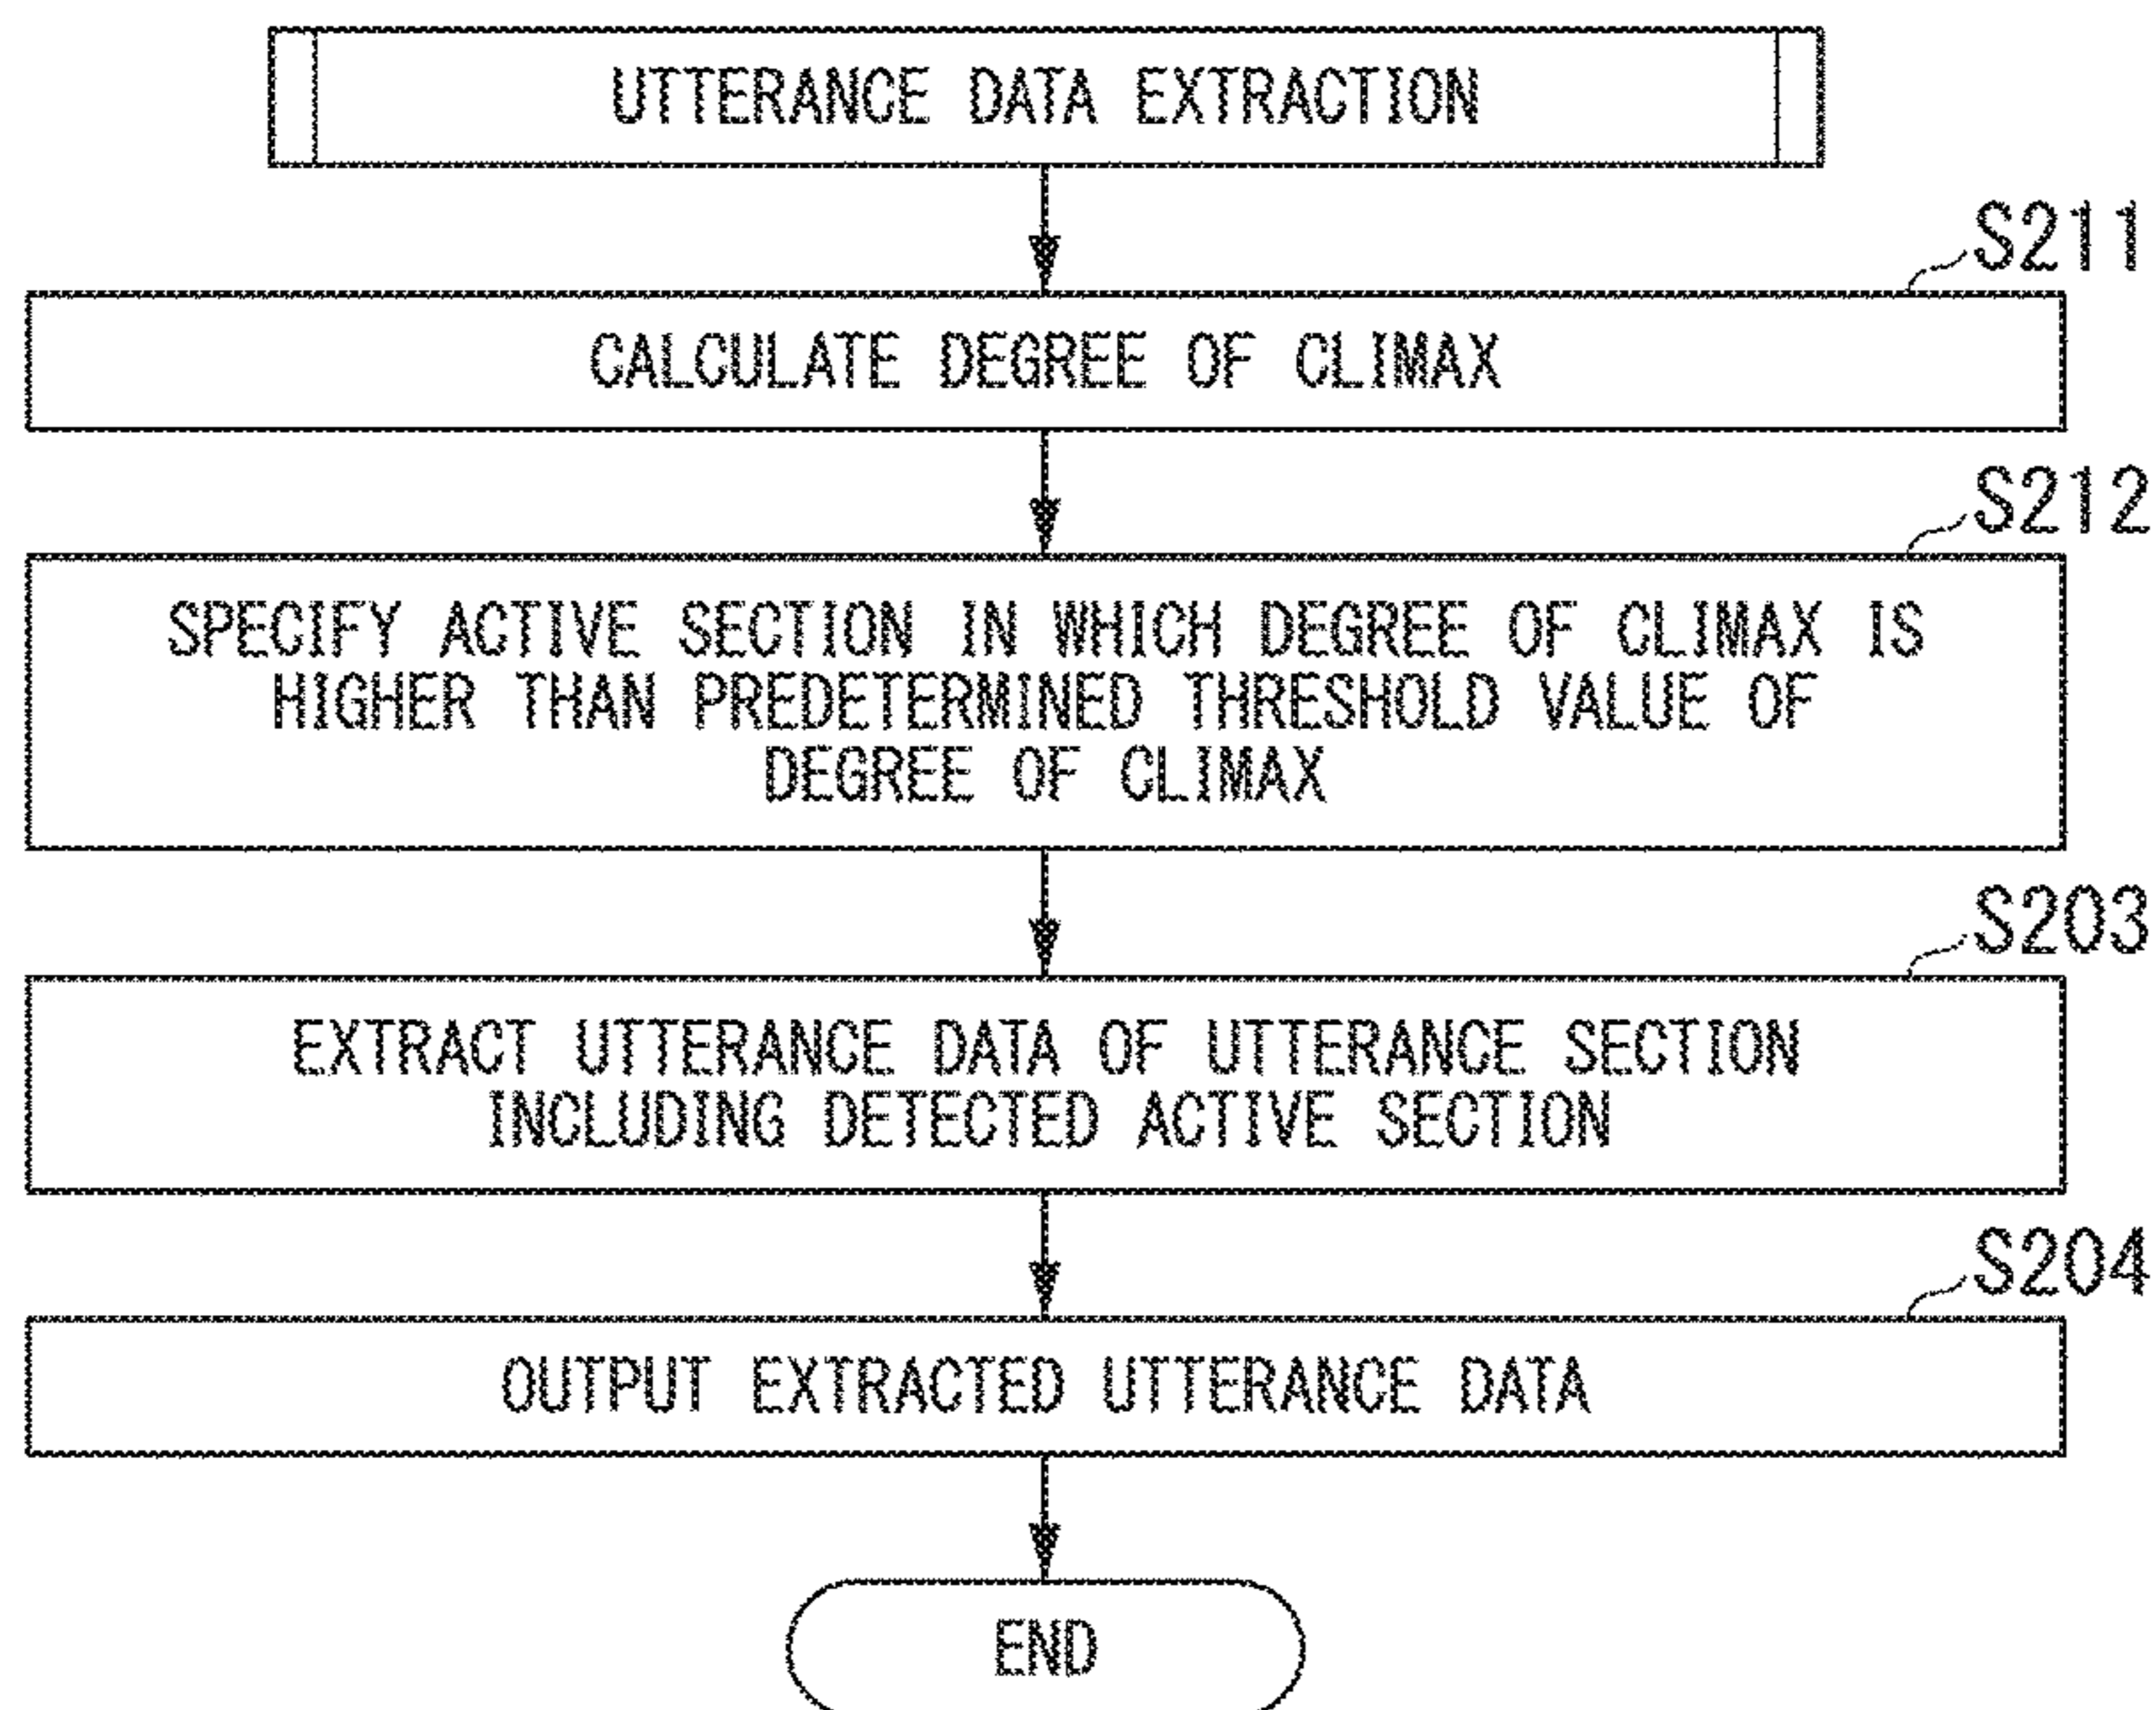 UTTERANCE DATA EXTRACTION
S211
CALCULATE DEGREE OF CLIMAX
S212
SPECIFY ACTIVE SECTION IN WHICH DEGREE OF CLIMAX IS
HIGHER THAN PREDETERMINED THRESHOLD VALUE OF
DEGREE OF CLIMAX
S203
EXTRACT UTTERANCE DATA OF UTTERANCE SECTION
INCLUDING DETECTED ACTIVE SECTION
S204
OUTPUT EXTRACTED UTTERANCE DATA
END